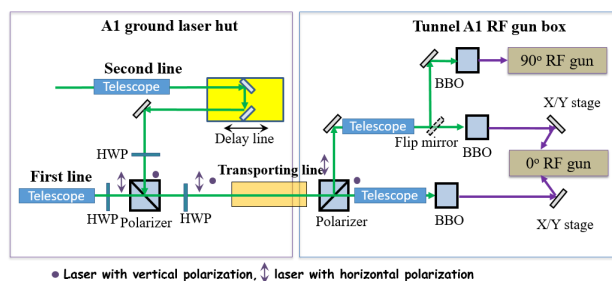 A1 ground laser hut
Second line
Telescope
Delay line
HWP
First line
Telescope
HWP
Polarizer
HWP
Transporting line
Tunnel A1 RF gun box
90o RF gun
BBO
X/Y stage
Telescope
Flip mirror
BBO
0o RF gun
Telescope
Polarizer
BBO
X/Y stage
Laser with vertical polarization, laser with horizontal polarization